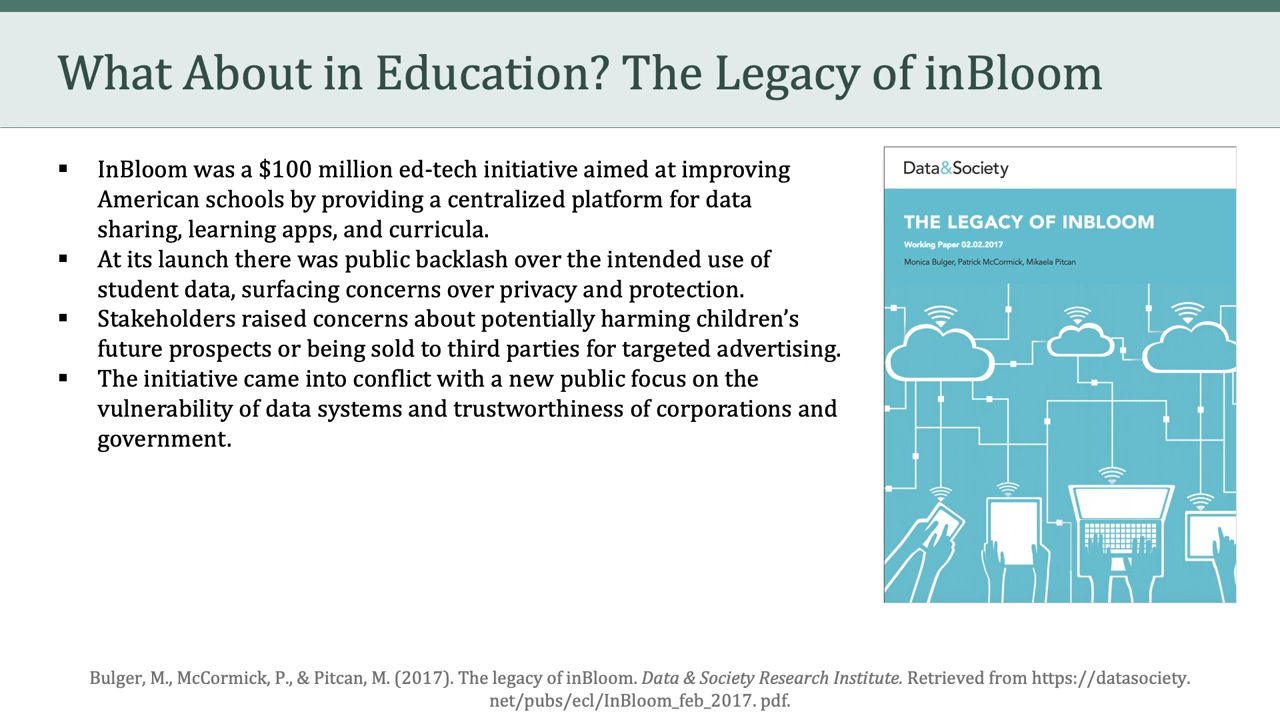 What About in Education? The Legacy of inBloom
▪ InBloom was a $100 million ed-tech initiative aimed at improving
American schools by providing a centralized platform for data
sharing, learning apps, and curricula.
▪ At its launch there was public backlash over the intended use of
student data, surfacing concerns over privacy and protection.
▪ Stakeholders raised concerns about potentially harming children’s
future prospects or being sold to third parties for targeted advertising.
▪ The initiative came into conflict with a new public focus on the
vulnerability of data systems and trustworthiness of corporations and
government.
Data&Society
THE LEGACY OF INBLOOM
Working Paper 02.02.2017
Monica Bulger, Patrick McCormick, Mikaela Pitcan
Bulger, M., McCormick, P., & Pitcan, M. (2017). The legacy of inBloom. Data & Society Research Institute. Retrieved from https://datasociety.
net/pubs/ecl/InBloom_feb_2017. pdf.